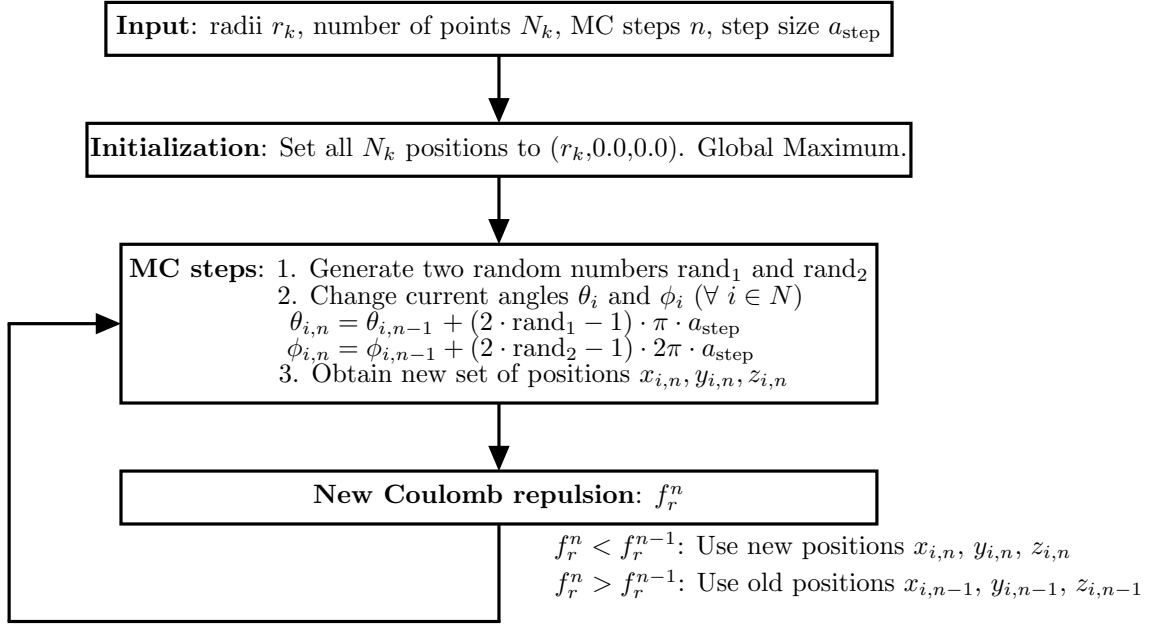 Input: radii r_k, number of points N_k, MC steps n, step size a_step
Initialization: Set all N_k positions to (r_k,0.0,0.0). Global Maximum.
MC steps: 1. Generate two random numbers rand_1 and rand_2
2. Change current angles θ_i and ϕ_i (∀ i ∈ N)
θ_{i,n} = θ_{i,n−1} + (2 · rand_1 − 1) · π · a_step
ϕ_{i,n} = ϕ_{i,n−1} + (2 · rand_2 − 1) · 2π · a_step
3. Obtain new set of positions x_{i,n}, y_{i,n}, z_{i,n}
New Coulomb repulsion: f_r^n
f_r^n < f_r^{n−1}: Use new positions x_{i,n}, y_{i,n}, z_{i,n}
f_r^n > f_r^{n−1}: Use old positions x_{i,n−1}, y_{i,n−1}, z_{i,n−1}